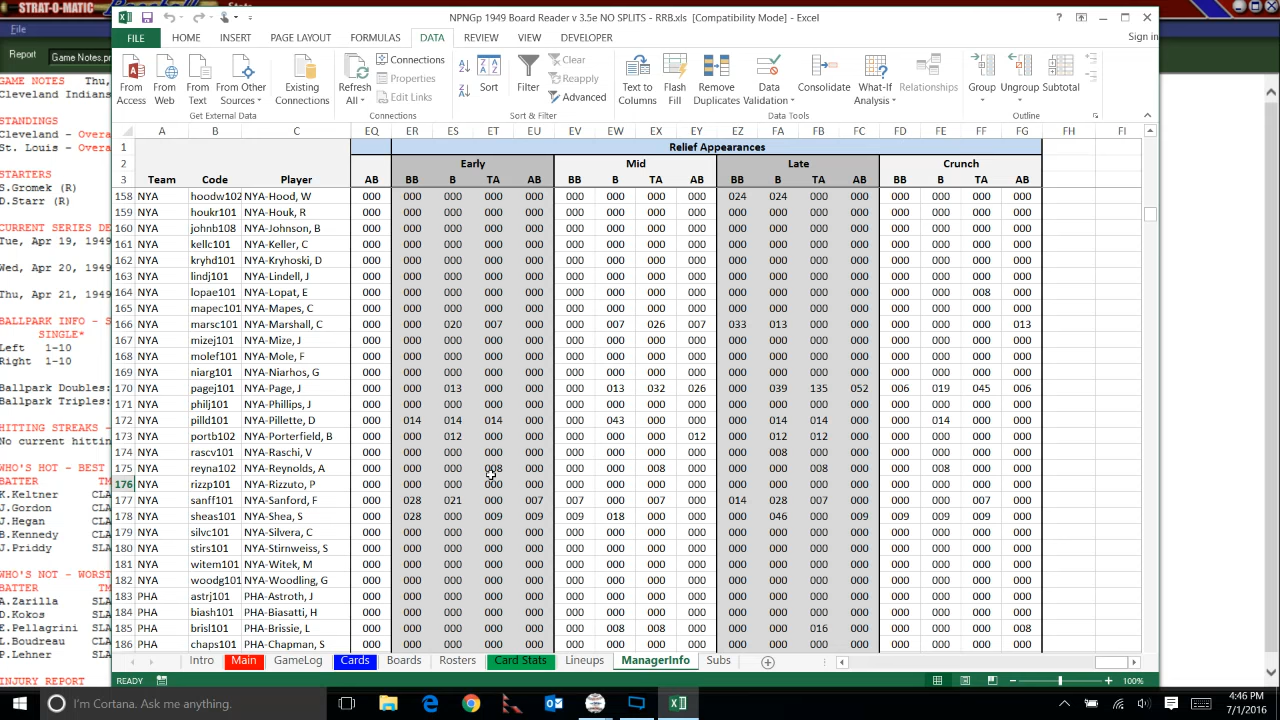 STRAT-O-MATIC
NPNGp 1949 Board Reader v 3.5e NO SPLITS - RRB.xls [Compatibility Mode] - Excel
File
FILE HOME INSERT PAGE LAYOUT FORMULAS DATA REVIEW VIEW DEVELOPER Sign in
Report Game Notes.pr
From Access From Web From Text From Other Sources Existing Connections Refresh All Connections Properties Edit Links Sort Filter Clear Reapply Advanced Text to Columns Flash Fill Remove Duplicates Data Validation Consolidate What-If Analysis Relationships Group Ungroup Subtotal
Get External Data Connections Sort & Filter Data Tools Outline
GAME NOTES Thu,
Cleveland Indians
STANDINGS
Cleveland - Overa
St. Louis - Overa
STARTERS
S.Gromek (R)
D.Starr (R)
CURRENT SERIES DE
Tue, Apr 19, 1949
Wed, Apr 20, 1949
Thu, Apr 21, 1949
BALLPARK INFO - S
SINGLE*
Left 1-10
Right 1-10
Ballpark Doubles:
Ballpark Triples:
HITTING STREAKS -
No current hittin
WHO'S HOT - BEST
BATTER TM
K.Keltner CLA
J.Gordon CLA
J.Hegan CLA
B.Kennedy CLA
J.Priddy SLA
WHO'S NOT - WORS
BATTER TM
A.Zarilla SLA
D.Kokos SLA
E.Pellagrini SLA
L.Boudreau CLA
P.Lehner SLA
INJURY REPORT
A B C EQ ER ES ET EU EV EW EX EY EZ FA FB FC FD FE FF FG FH FI
1 Relief Appearances
2 Early Mid Late Crunch
3 Team Code Player AB BB B TA AB BB B TA AB BB B TA AB BB B TA AB
158 NYA hoodw102 NYA-Hood, W 000 000 000 000 000 000 000 000 000 024 024 000 000 000 000 000 000
159 NYA houkr101 NYA-Houk, R 000 000 000 000 000 000 000 000 000 000 000 000 000 000 000 000 000
160 NYA johnb108 NYA-Johnson, B 000 000 000 000 000 000 000 000 000 000 000 000 000 000 000 000 000
161 NYA kellc101 NYA-Keller, C 000 000 000 000 000 000 000 000 000 000 000 000 000 000 000 000 000
162 NYA kryhd101 NYA-Kryhoski, D 000 000 000 000 000 000 000 000 000 000 000 000 000 000 000 000 000
163 NYA lindj101 NYA-Lindell, J 000 000 000 000 000 000 000 000 000 000 000 000 000 000 000 000 000
164 NYA lopae101 NYA-Lopat, E 000 000 000 000 000 000 000 000 000 000 000 000 000 000 000 008 000
165 NYA mapec101 NYA-Mapes, C 000 000 000 000 000 000 000 000 000 000 000 000 000 000 000 000 000
166 NYA marsc101 NYA-Marshall, C 000 000 020 007 000 000 007 026 007 033 013 000 000 000 000 000 013
167 NYA mizej101 NYA-Mize, J 000 000 000 000 000 000 000 000 000 000 000 000 000 000 000 000 000
168 NYA molef101 NYA-Mole, F 000 000 000 000 000 000 000 000 000 000 000 000 000 000 000 000 000
169 NYA niarg101 NYA-Niarhos, G 000 000 000 000 000 000 000 000 000 000 000 000 000 000 000 000 000
170 NYA pagej101 NYA-Page, J 000 000 013 000 000 000 013 032 026 000 039 135 052 006 019 045 006
171 NYA philj101 NYA-Phillips, J 000 000 000 000 000 000 000 000 000 000 000 000 000 000 000 000 000
172 NYA pilld101 NYA-Pillette, D 000 014 014 014 000 000 043 000 000 000 014 014 000 000 014 000 000
173 NYA portb102 NYA-Porterfield, B 000 000 012 000 000 000 000 000 012 000 012 012 000 000 000 000 000
174 NYA rascv101 NYA-Raschi, V 000 000 000 000 000 000 000 000 000 000 008 000 000 000 000 000 000
175 NYA reyna102 NYA-Reynolds, A 000 000 000 008 000 000 000 008 000 000 000 008 000 000 008 000 000
176 NYA rizzp101 NYA-Rizzuto, P 000 000 000 000 000 000 000 000 000 000 000 000 000 000 000 000 000
177 NYA sanff101 NYA-Sanford, F 000 028 021 000 007 007 000 007 000 014 028 007 000 000 000 007 000
178 NYA sheas101 NYA-Shea, S 000 028 000 009 009 009 018 000 000 000 046 000 000 009 009 009 000
179 NYA silvc101 NYA-Silvera, C 000 000 000 000 000 000 000 000 000 000 000 000 000 000 000 000 000
180 NYA stirs101 NYA-Stirnweiss, S 000 000 000 000 000 000 000 000 000 000 000 000 000 000 000 000 000
181 NYA witem101 NYA-Witek, M 000 000 000 000 000 000 000 000 000 000 000 000 000 000 000 000 000
182 NYA woodg101 NYA-Woodling, G 000 000 000 000 000 000 000 000 000 000 000 000 000 000 000 000 000
183 PHA astrj101 PHA-Astroth, J 000 000 000 000 000 000 000 000 000 000 000 000 000 000 000 000 000
184 PHA biash101 PHA-Biasatti, H 000 000 000 000 000 000 000 000 000 000 000 000 000 000 000 000 000
185 PHA brisl101 PHA-Brissie, L 000 000 000 000 000 000 008 008 000 000 000 016 000 000 000 000 008
186 PHA chaps101 PHA-Chapman, S 000 000 000 000 000 000 000 000 000 000 000 000 000 000 000 000 000
Intro Main GameLog Cards Boards Rosters Card Stats Lineups ManagerInfo Subs
READY 100%
I'm Cortana. Ask me anything. 4:46 PM
7/1/2016